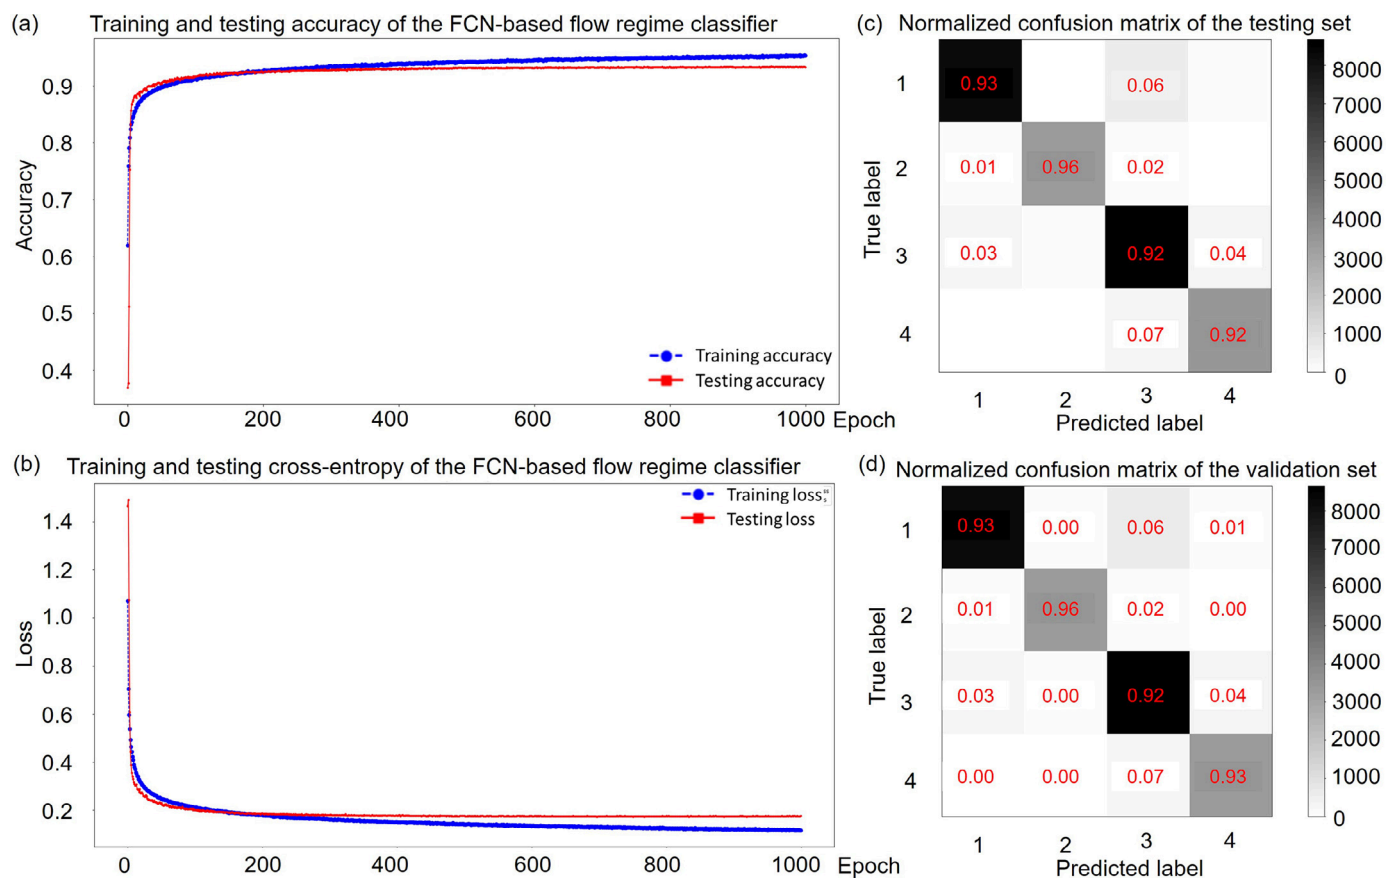 (a) Training and testing accuracy of the FCN-based flow regime classifier
Accuracy
0.9
0.8
0.7
0.6
0.5
0.4
Training accuracy
Testing accuracy
0 200 400 600 800 1000 Epoch
(b) Training and testing cross-entropy of the FCN-based flow regime classifier
Loss
1.4
1.2
1.0
0.8
0.6
0.4
0.2
Training loss
Testing loss
0 200 400 600 800 1000 Epoch
(c) Normalized confusion matrix of the testing set
True label
1 0.93 0.06
2 0.01 0.96 0.02
3 0.03 0.92 0.04
4 0.07 0.92
1 2 3 4
Predicted label
8000
7000
6000
5000
4000
3000
2000
1000
0
(d) Normalized confusion matrix of the validation set
True label
1 0.93 0.00 0.06 0.01
2 0.01 0.96 0.02 0.00
3 0.03 0.00 0.92 0.04
4 0.00 0.00 0.07 0.93
1 2 3 4
Predicted label
8000
7000
6000
5000
4000
3000
2000
1000
0